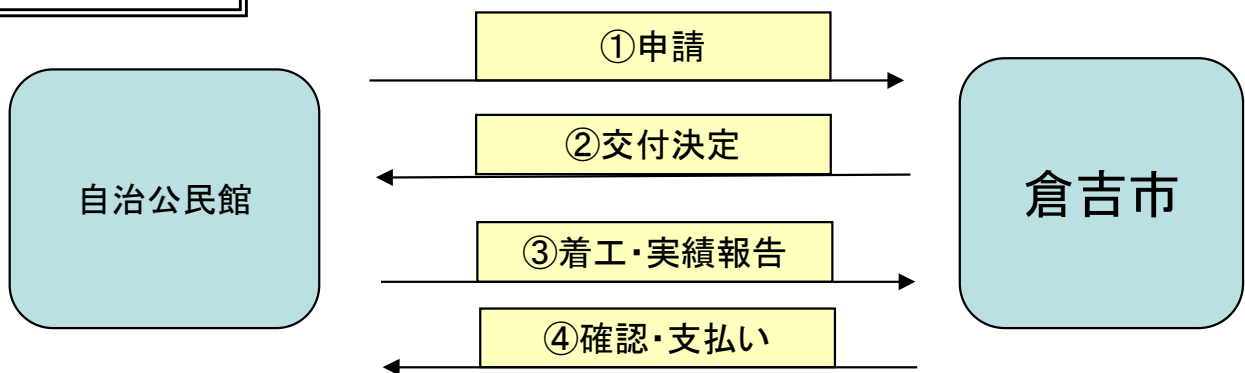 ①申請
②交付決定
自治公民館
倉吉市
③着工・実績報告
④確認・支払い